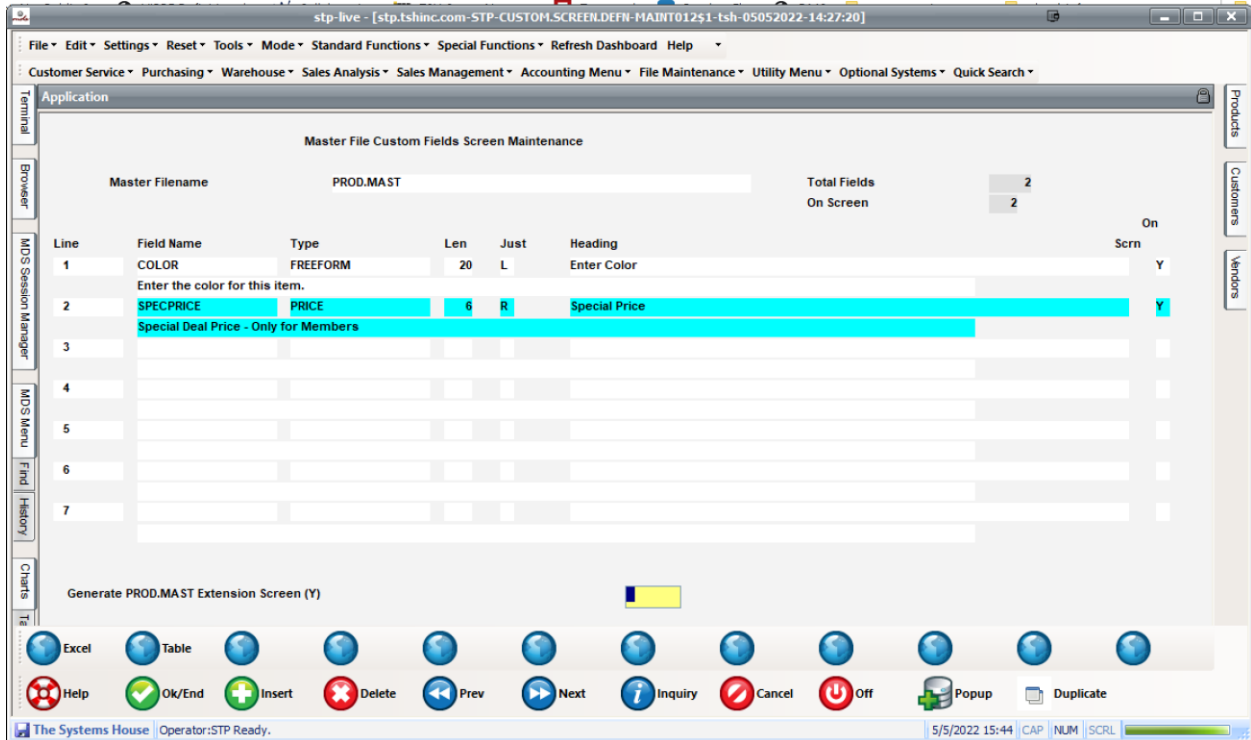 stp-live - [stp.tshinc.com-STP-CUSTOM.SCREEN.DEFN-MAINT012$1-tsh-05052022-14:27:20]
File Edit Settings Reset Tools Mode Standard Functions Special Functions Refresh Dashboard Help
Customer Service Purchasing Warehouse Sales Analysis Sales Management Accounting Menu File Maintenance Utility Menu Optional Systems Quick Search
Application
Terminal
Browser
MDS Session Manager
MDS Menu
Find
History
Charts
Products
Customers
Vendors
Master File Custom Fields Screen Maintenance
Master Filename PROD.MAST Total Fields 2
On Screen 2
On
Line Field Name Type Len Just Heading Scrn
1 COLOR FREEFORM 20 L Enter Color Y
Enter the color for this item.
2 SPECPRICE PRICE 6 R Special Price Y
Special Deal Price - Only for Members
3
4
5
6
7
Generate PROD.MAST Extension Screen (Y)
Excel Table
Help Ok/End Insert Delete Prev Next Inquiry Cancel Off Popup Duplicate
The Systems House Operator:STP Ready. 5/5/2022 15:44 CAP NUM SCRL